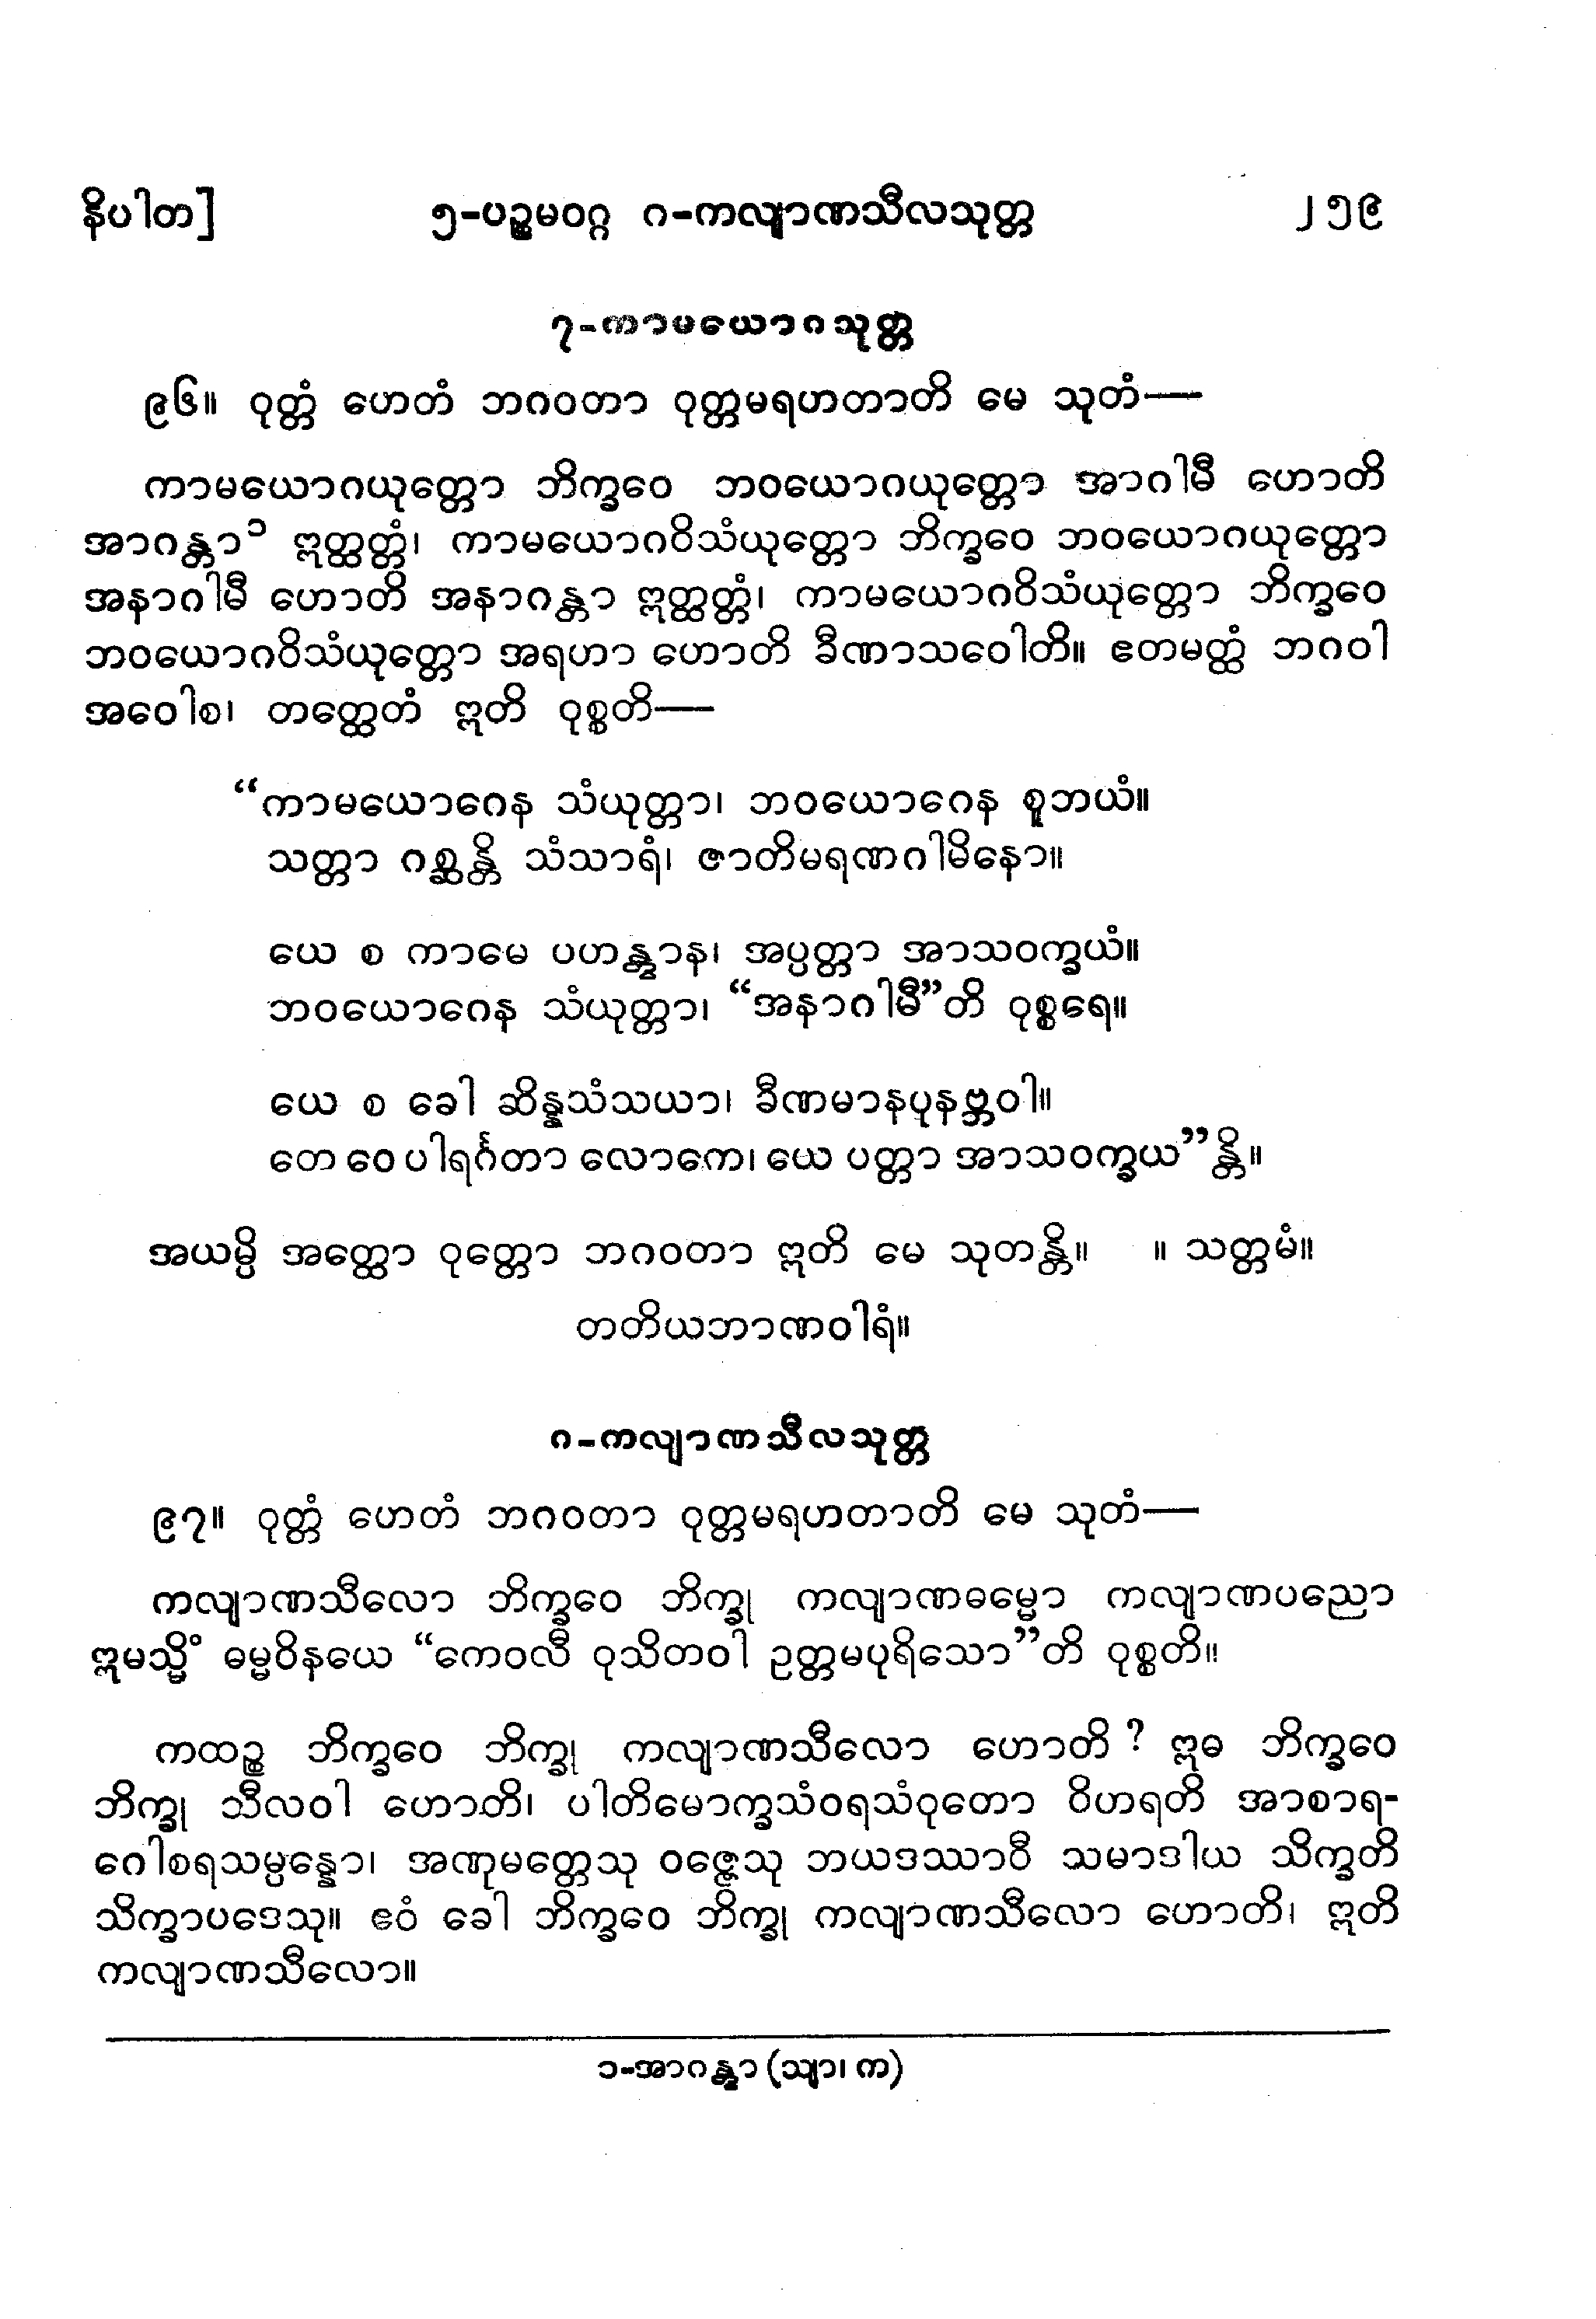 နိပါတ] ၅-ပဉ္စမဝဂ္ဂ ဂ-ကလျာဏသီလသုတ္တ ၂၅၉
၇-ကာမယောဂသုတ္တ
၉၆။ ဝုတ္တံ ဟေတံ ဘဂဝတာ ဝုတ္တမရဟတာတိ မေ သုတံ—
ကာမယောဂယုတ္တော ဘိက္ခဝေ ဘဝယောဂယုတ္တော အာဂါမီ ဟောတိ
အာဂန္တာ၁ ဣတ္ထတ္တံ၊ ကာမယောဂဝိသံယုတ္တော ဘိက္ခဝေ ဘဝယောဂယုတ္တော
အနာဂါမီ ဟောတိ အနာဂန္တာ ဣတ္ထတ္တံ၊ ကာမယောဂဝိသံယုတ္တော ဘိက္ခဝေ
ဘဝယောဂဝိသံယုတ္တော အရဟာ ဟောတိ ခီဏာသဝေါတိ။ ဧတမတ္ထံ ဘဂဝါ
အဝေါစ၊ တတ္ထေတံ ဣတိ ဝုစ္စတိ—
“ကာမယောဂေန သံယုတ္တာ၊ ဘဝယောဂေန စူဘယံ။
သတ္တာ ဂစ္ဆန္တိ သံသာရံ၊ ဇာတိမရဏဂါမိနော။
ယေ စ ကာမေ ပဟန္တွာန၊ အပ္ပတ္တာ အာသဝက္ခယံ။
ဘဝယောဂေန သံယုတ္တာ၊ “အနာဂါမီ”တိ ဝုစ္စရေ။
ယေ စ ခေါ ဆိန္နသံသယာ၊ ခီဏမာနပုနဗ္ဘဝါ။
တေ ဝေ ပါရင်္ဂတာ လောကေ၊ ယေ ပတ္တာ အာသဝက္ခယ”န္တိ။
အယမ္ပိ အတ္ထော ဝုတ္တော ဘဂဝတာ ဣတိ မေ သုတန္တိ။ ။ သတ္တမံ။
တတိယဘာဏဝါရံ။
ဂ-ကလျာဏသီလသုတ္တ
၉၇။ ဝုတ္တံ ဟေတံ ဘဂဝတာ ဝုတ္တမရဟတာတိ မေ သုတံ—
ကလျာဏသီလော ဘိက္ခဝေ ဘိက္ခု ကလျာဏဓမ္မော ကလျာဏပညော
ဣမသ္မိံ ဓမ္မဝိနယေ “ကေဝလီ ဝုသိတဝါ ဥတ္တမပုရိသော”တိ ဝုစ္စတိ။
ကထဉ္စ ဘိက္ခဝေ ဘိက္ခု ကလျာဏသီလော ဟောတိ ? ဣဓ ဘိက္ခဝေ
ဘိက္ခု သီလဝါ ဟောတိ၊ ပါတိမောက္ခသံဝရသံဝုတော ဝိဟရတိ အာစာရ-
ဂေါစရသမ္ပန္နော၊ အဏုမတ္တေသု ဝဇ္ဇေသု ဘယဒဿာဝီ သမာဒါယ သိက္ခတိ
သိက္ခာပဒေသု။ ဧဝံ ခေါ ဘိက္ခဝေ ဘိက္ခု ကလျာဏသီလော ဟောတိ၊ ဣတိ
ကလျာဏသီလော။
၁-အာဂန္တွာ (သျာ၊ က)